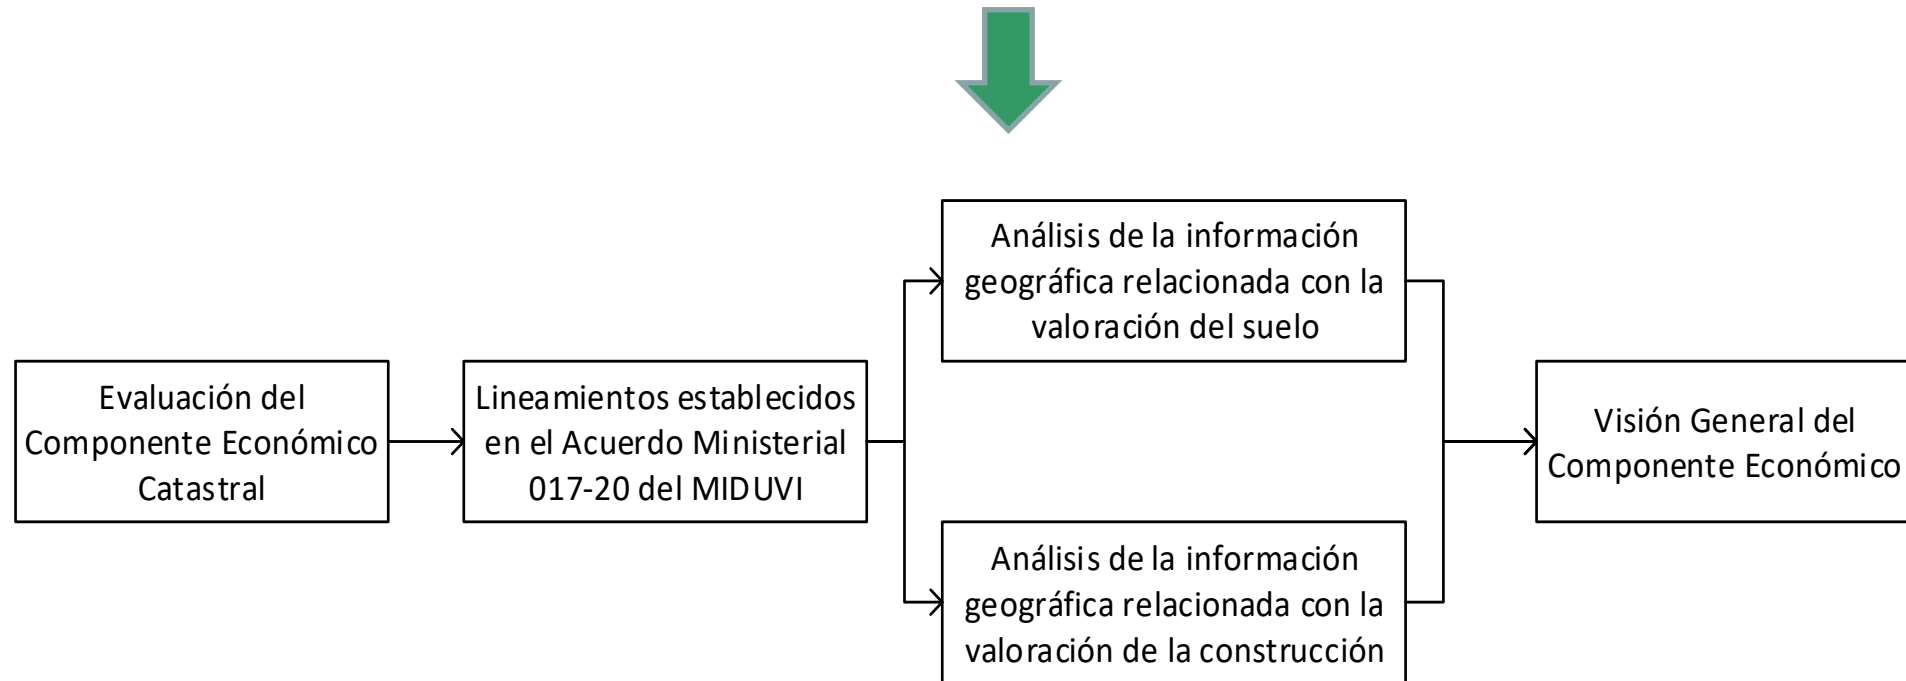 Evaluación del
Componente Económico
Catastral
Lineamientos establecidos
en el Acuerdo Ministerial
017-20 del MIDUVI
Análisis de la información
geográfica relacionada con la
valoración del suelo
Análisis de la información
geográfica relacionada con la
valoración de la construcción
Visión General del
Componente Económico